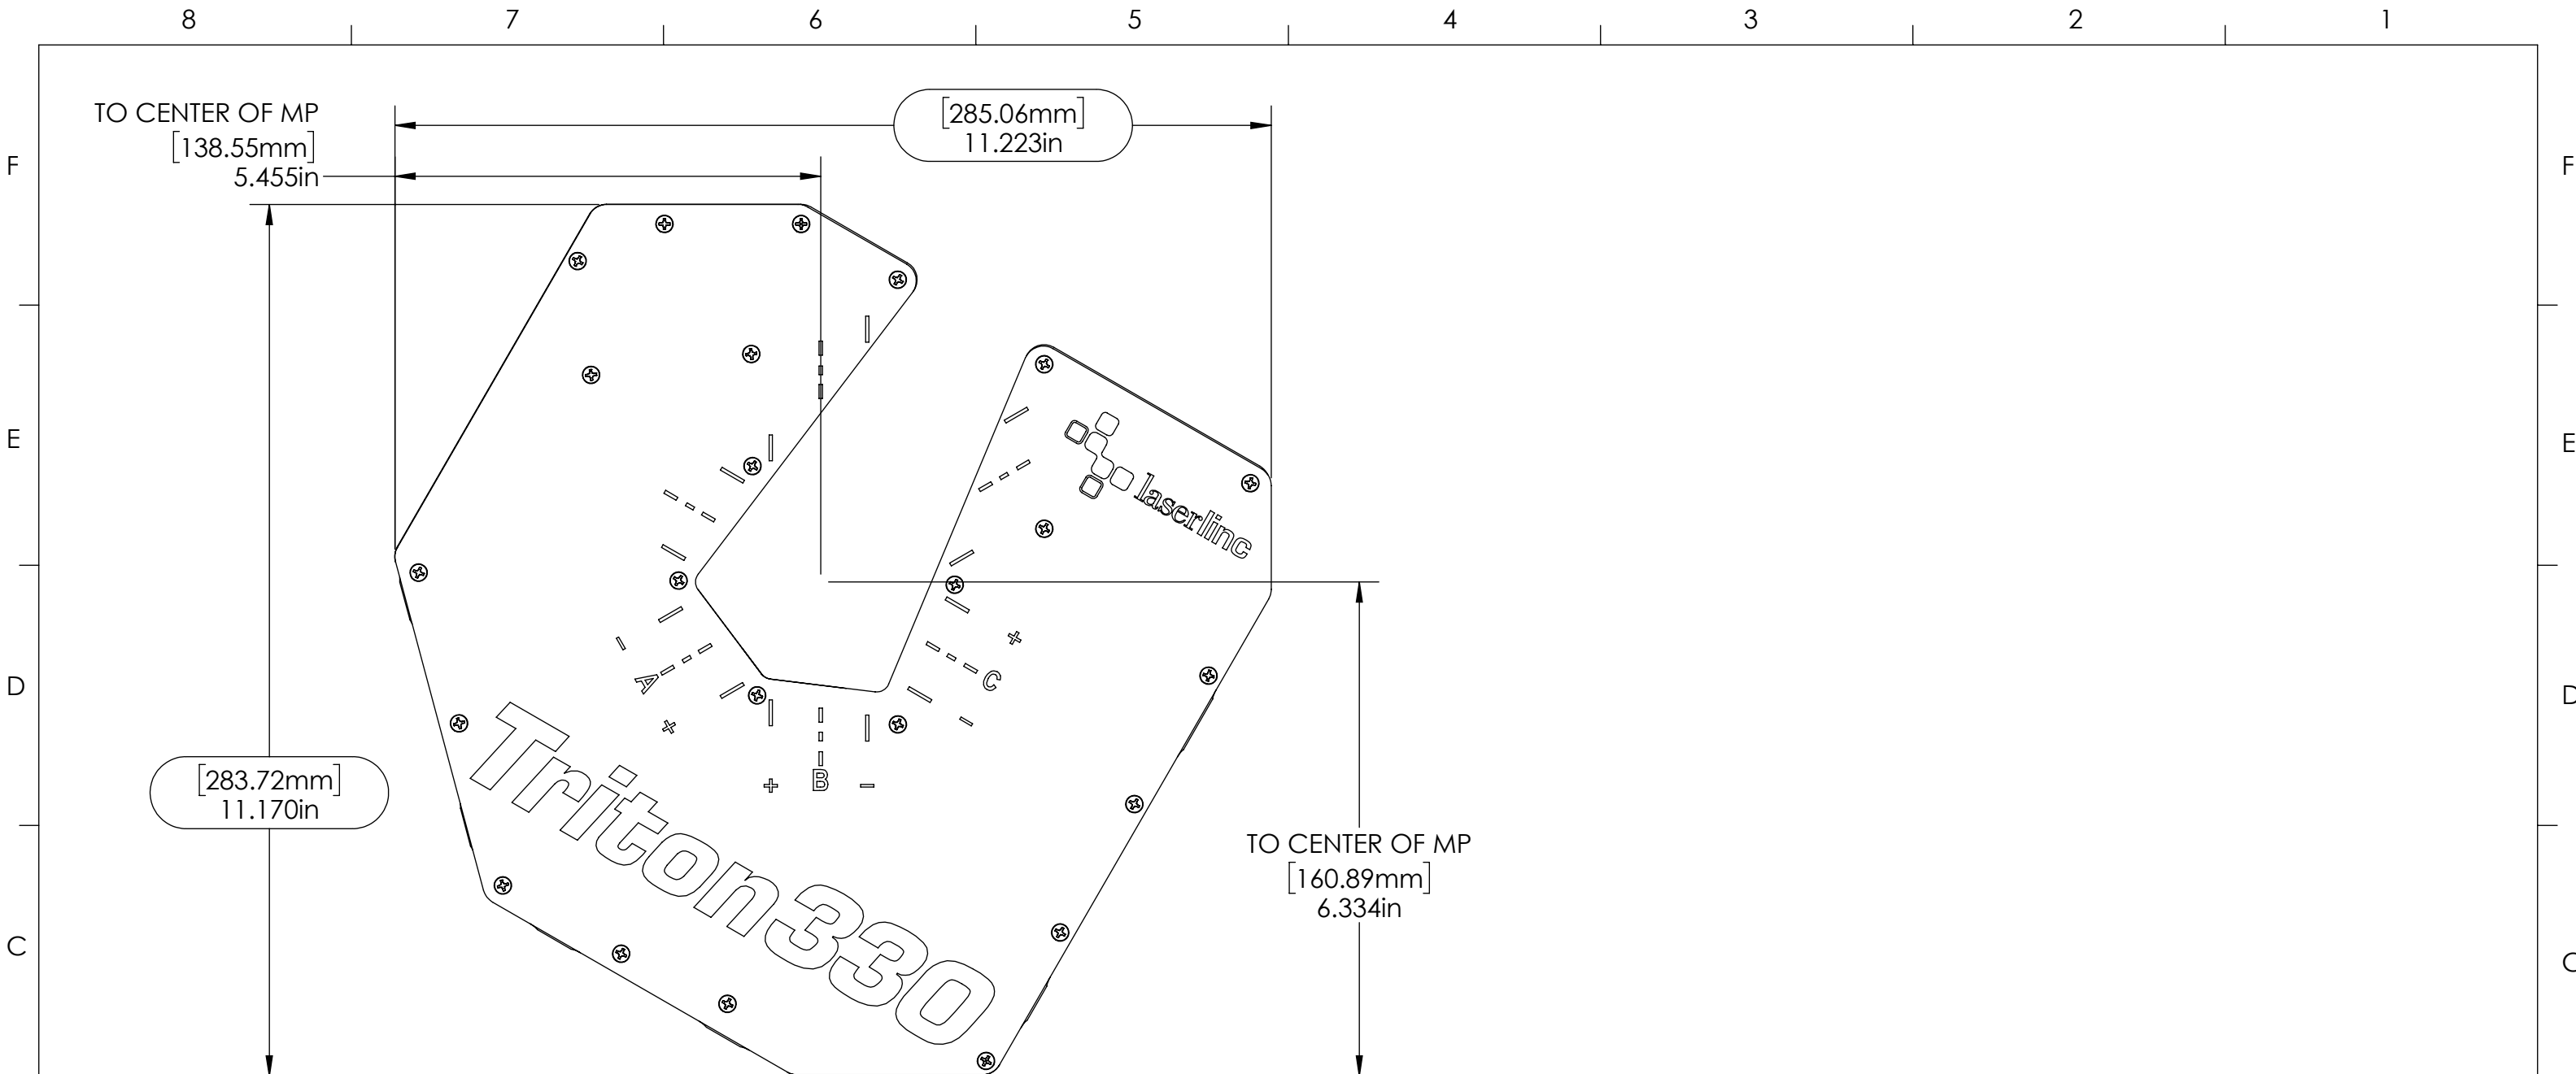 8 7 6 5 4 3 2 1
TO CENTER OF MP
[138.55mm]
5.455in
[285.06mm]
11.223in
F F
E E
laserlinc
D D
+
C
-
-
A
+
+ B -
Triton330
[283.72mm]
11.170in
TO CENTER OF MP
[160.89mm]
6.334in
C C